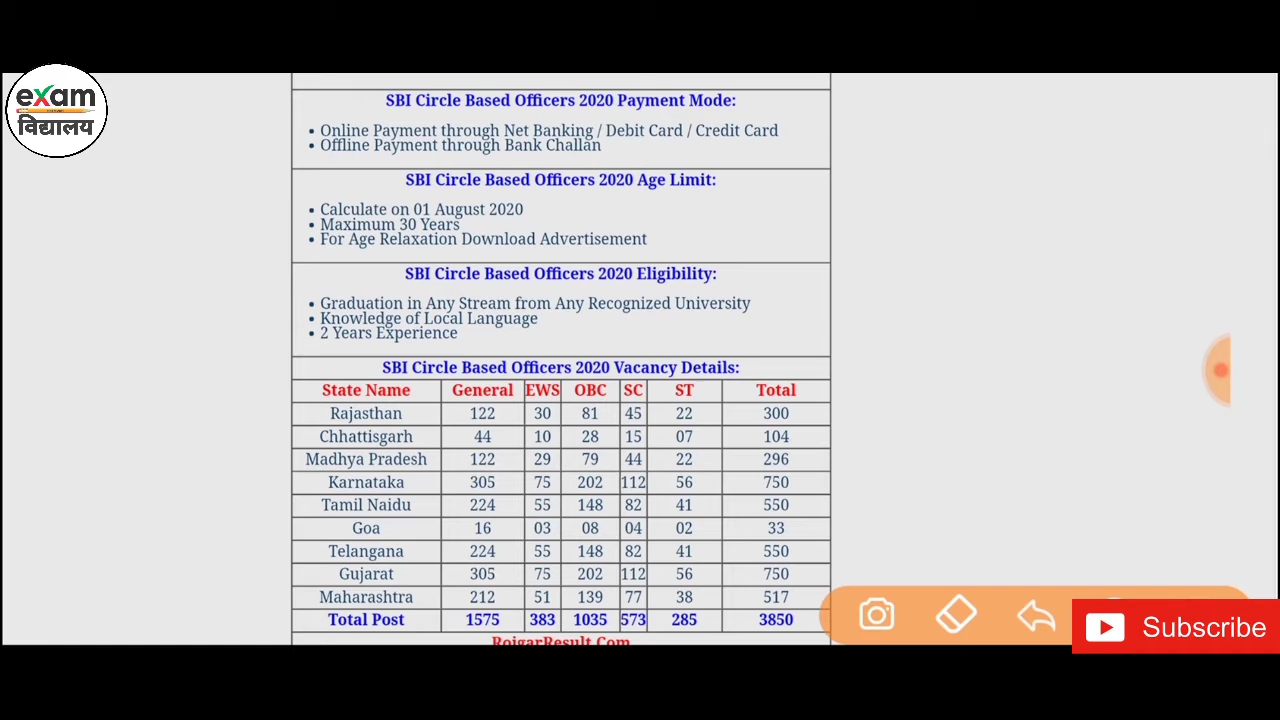 exam
विद्यालय
SBI Circle Based Officers 2020 Payment Mode:
• Online Payment through Net Banking / Debit Card / Credit Card
• Offline Payment through Bank Challan
SBI Circle Based Officers 2020 Age Limit:
• Calculate on 01 August 2020
• Maximum 30 Years
• For Age Relaxation Download Advertisement
SBI Circle Based Officers 2020 Eligibility:
• Graduation in Any Stream from Any Recognized University
• Knowledge of Local Language
• 2 Years Experience
SBI Circle Based Officers 2020 Vacancy Details:
State Name General EWS OBC SC ST Total
Rajasthan 122 30 81 45 22 300
Chhattisgarh 44 10 28 15 07 104
Madhya Pradesh 122 29 79 44 22 296
Karnataka 305 75 202 112 56 750
Tamil Naidu 224 55 148 82 41 550
Goa 16 03 08 04 02 33
Telangana 224 55 148 82 41 550
Gujarat 305 75 202 112 56 750
Maharashtra 212 51 139 77 38 517
Total Post 1575 383 1035 573 285 3850
RojgarResult.Com
Subscribe